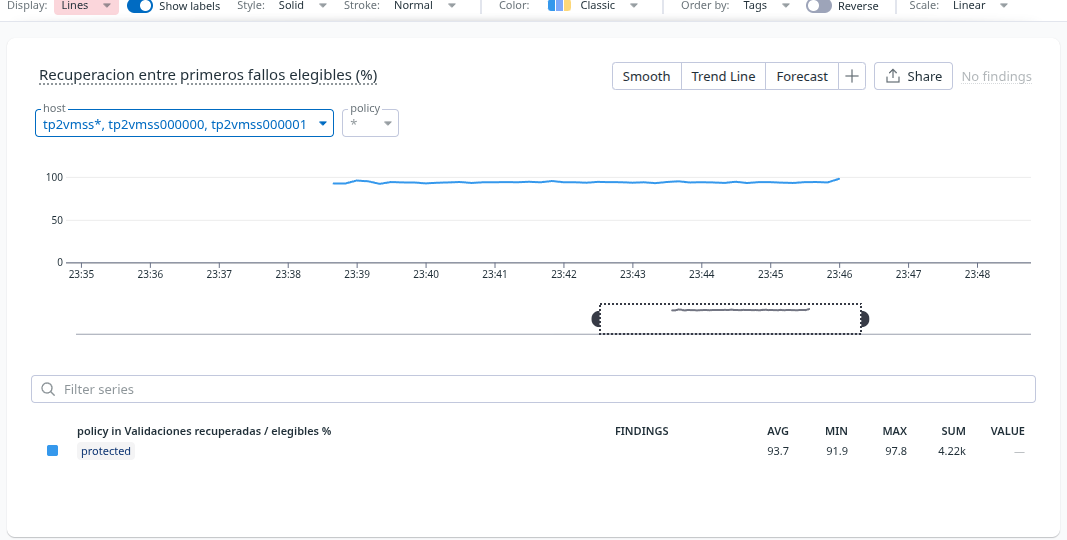 Display: Lines Show labels Style: Solid Stroke: Normal Color: Classic Order by: Tags Reverse Scale: Linear
Recuperacion entre primeros fallos elegibles (%)
Smooth Trend Line Forecast Share No findings
host policy
tp2vmss*, tp2vmss000000, tp2vmss000001 *
100
50
0
23:35 23:36 23:37 23:38 23:39 23:40 23:41 23:42 23:43 23:44 23:45 23:46 23:47 23:48
Filter series
policy in Validaciones recuperadas / elegibles % FINDINGS AVG MIN MAX SUM VALUE
protected 93.7 91.9 97.8 4.22k —